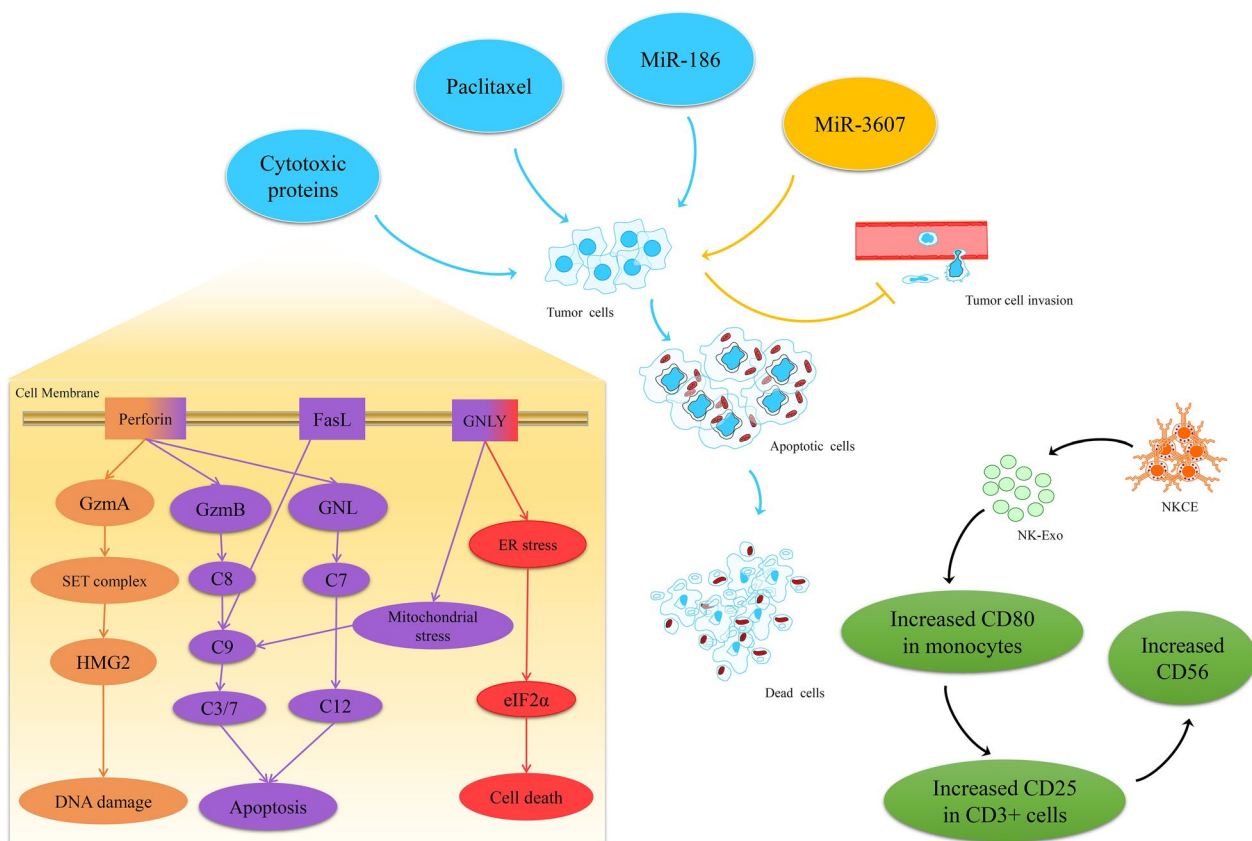 MiR-186
Paclitaxel
MiR-3607
Cytotoxic
proteins
Tumor cells
Tumor cell invasion
Apoptotic cells
Dead cells
Cell Membrane
Perforin
FasL
GNLY
GzmA
GzmB
GNL
ER stress
SET complex
C8
C7
Mitochondrial
stress
C9
HMG2
C3/7
C12
eIF2α
DNA damage
Apoptosis
Cell death
NKCE
NK-Exo
Increased CD80
in monocytes
Increased
CD56
Increased CD25
in CD3+ cells